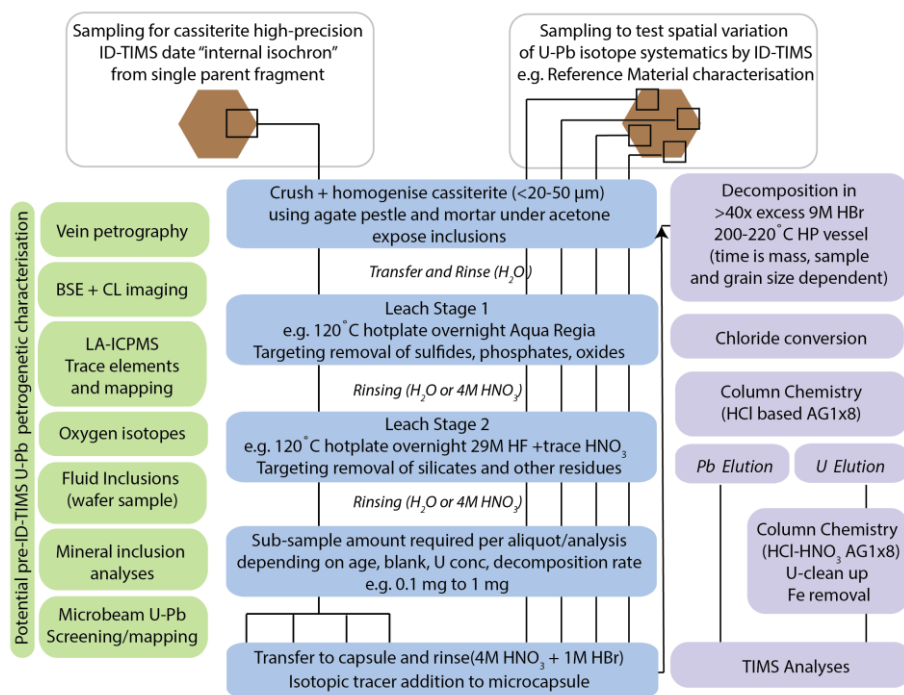 Sampling for cassiterite high-precision
ID-TIMS date “internal isochron”
from single parent fragment
Sampling to test spatial variation
of U-Pb isotope systematics by ID-TIMS
e.g. Reference Material characterisation
Potential pre-ID-TIMS U-Pb petrogenetic characterisation
Vein petrography
BSE + CL imaging
LA-ICPMS
Trace elements
and mapping
Oxygen isotopes
Fluid Inclusions
(wafer sample)
Mineral inclusion
analyses
Microbeam U-Pb
Screening/mapping
Crush + homogenise cassiterite (<20-50 µm)
using agate pestle and mortar under acetone
expose inclusions
Transfer and Rinse (H₂O)
Leach Stage 1
e.g. 120°C hotplate overnight Aqua Regia
Targeting removal of sulfides, phosphates, oxides
Rinsing (H₂O or 4M HNO₃)
Leach Stage 2
e.g. 120°C hotplate overnight 29M HF +trace HNO₃
Targeting removal of silicates and other residues
Rinsing (H₂O or 4M HNO₃)
Sub-sample amount required per aliquot/analysis
depending on age, blank, U conc, decomposition rate
e.g. 0.1 mg to 1 mg
Transfer to capsule and rinse(4M HNO₃ + 1M HBr)
Isotopic tracer addition to microcapsule
Decomposition in
>40x excess 9M HBr
200-220°C HP vessel
(time is mass, sample
and grain size dependent)
Chloride conversion
Column Chemistry
(HCl based AG1x8)
Pb Elution
U Elution
Column Chemistry
(HCl-HNO₃ AG1x8)
U-clean up
Fe removal
TIMS Analyses